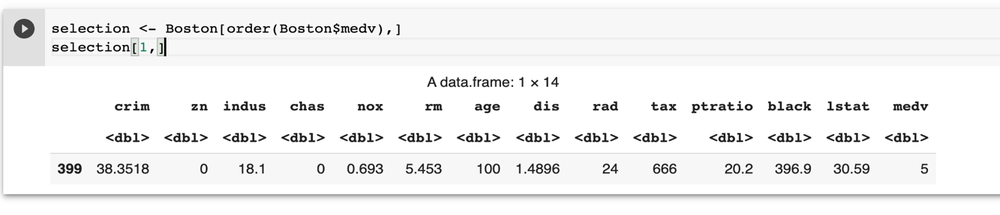 selection <- Boston[order(Boston$medv),]
selection[1,]
A data.frame: 1 × 14
crim zn indus chas nox rm age dis rad tax ptratio black lstat medv
<dbl> <dbl> <dbl> <dbl> <dbl> <dbl> <dbl> <dbl> <dbl> <dbl> <dbl> <dbl> <dbl> <dbl>
399 38.3518 0 18.1 0 0.693 5.453 100 1.4896 24 666 20.2 396.9 30.59 5